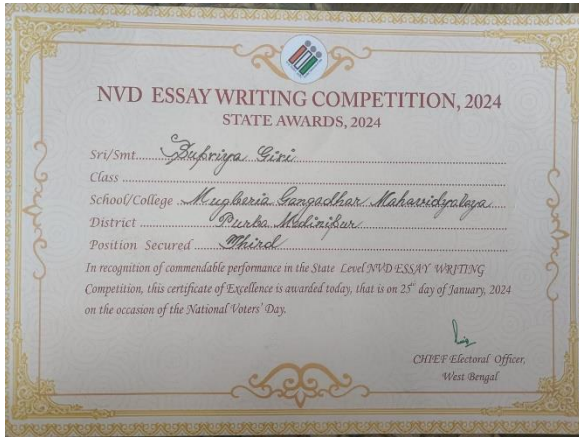 NVD ESSAY WRITING COMPETITION, 2024
STATE AWARDS, 2024
Sri/Smt. Supriya Giri
Class
School/College Mugberia Gangadhar Mahavidyalaya
District Purba Medinipur
Position Secured Third
In recognition of commendable performance in the State Level NVD ESSAY WRITING
Competition, this certificate of Excellence is awarded today, that is on 25th day of January, 2024
on the occasion of the National Voters' Day.
CHIEF Electoral Officer,
West Bengal